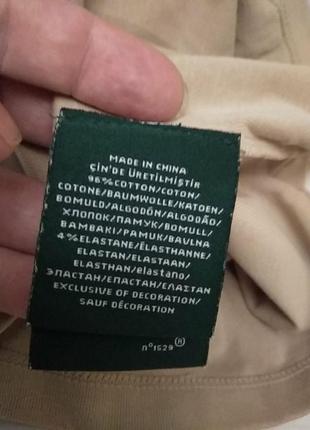 MADE IN CHINA
ÇİN'DE ÜRETİLMİŞTİR
96%COTTON/COTON/
COTONE/BAUMWOLLE/KATOEN/
BOMULD/ALGODÓN/ALGODÃO/
ХЛОПОК/ПАМУК/BOMULL/
BAMBAKI/PAMUK/BAVLNA
4%ELASTANE/ÉLASTHANNE/
ELASTAN/ELASTAAN/
ELASTHAN/elastano/
ЭЛАСТАН/ЕЛАСТАН/ΕΛΑΣΤΑΝ
EXCLUSIVE OF DECORATION/
SAUF DÉCORATION
nº1529 (R)